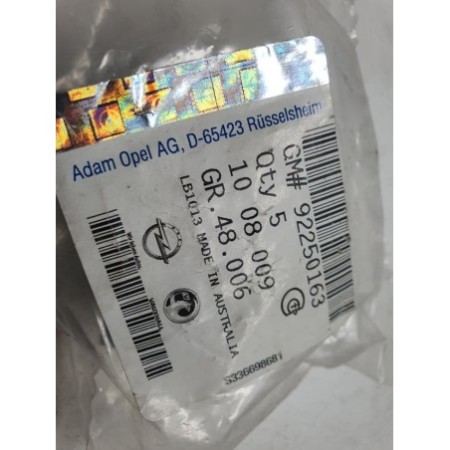 Adam Opel AG, D-65423 Rüsselsheim
GM# 92250163
Qty 5
10 08 009
GR.48.006
LB1013 MADE IN AUSTRALIA
S33669868Y